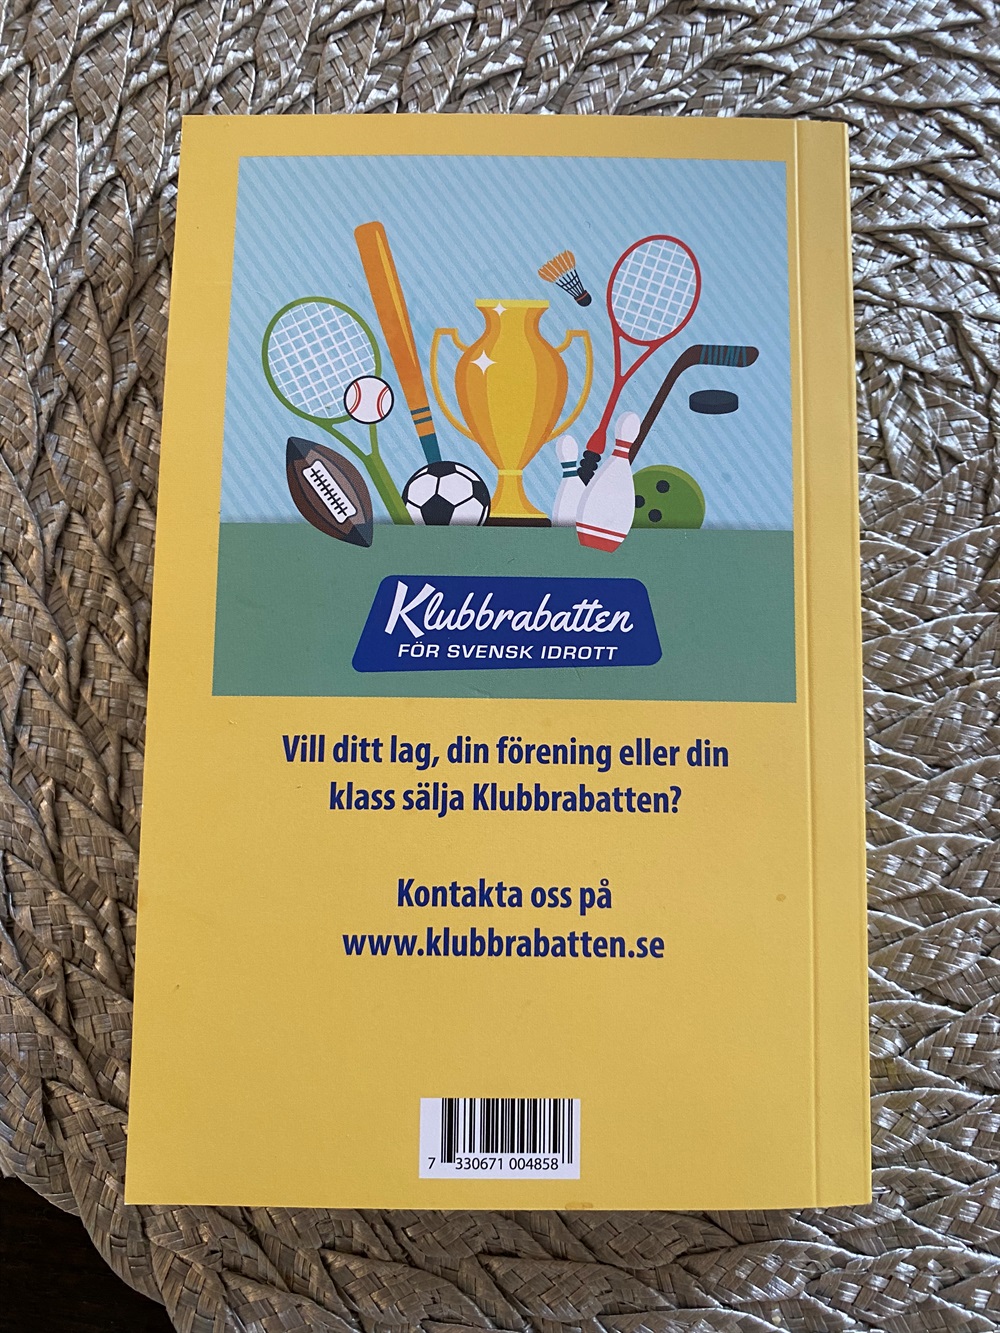 Klubbrabatten
FÖR SVENSK IDROTT
Vill ditt lag, din förening eller din
klass sälja Klubbrabatten?
Kontakta oss på
www.klubbrabatten.se
7 330671 004858